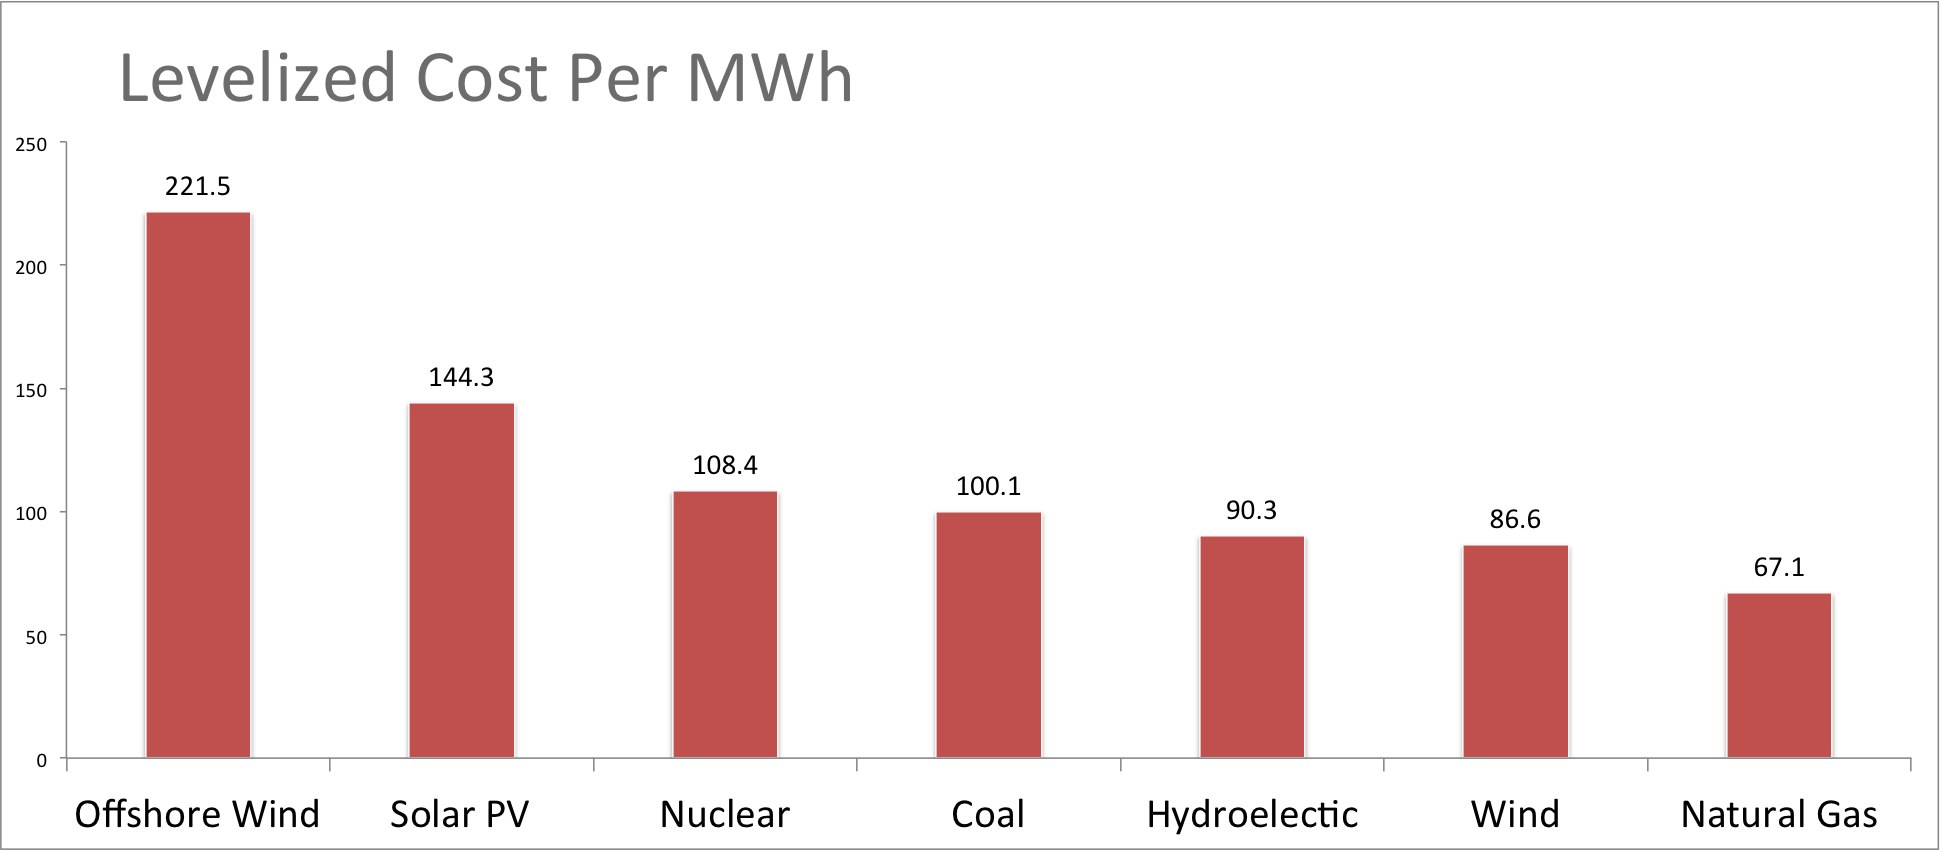 Levelized Cost Per MWh
250
200
150
100
50
0
221.5
144.3
108.4
100.1
90.3
86.6
67.1
Offshore Wind
Solar PV
Nuclear
Coal
Hydroelectic
Wind
Natural Gas